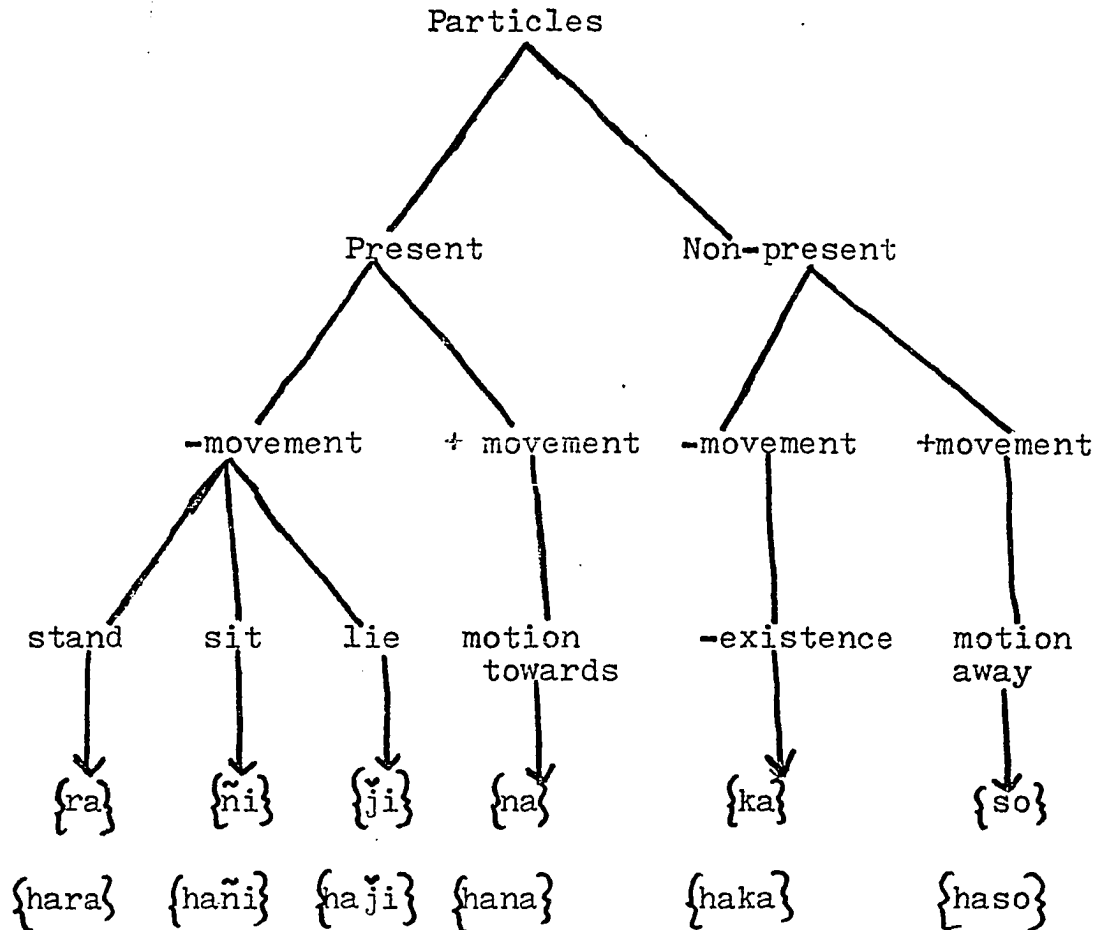 Particles
Present Non-present
-movement + movement -movement +movement
stand sit lie motion towards -existence motion away
{ra} {ñi} {ǰi} {na} {ka} {so}
{hara} {hañi} {haǰi} {hana} {haka} {haso}